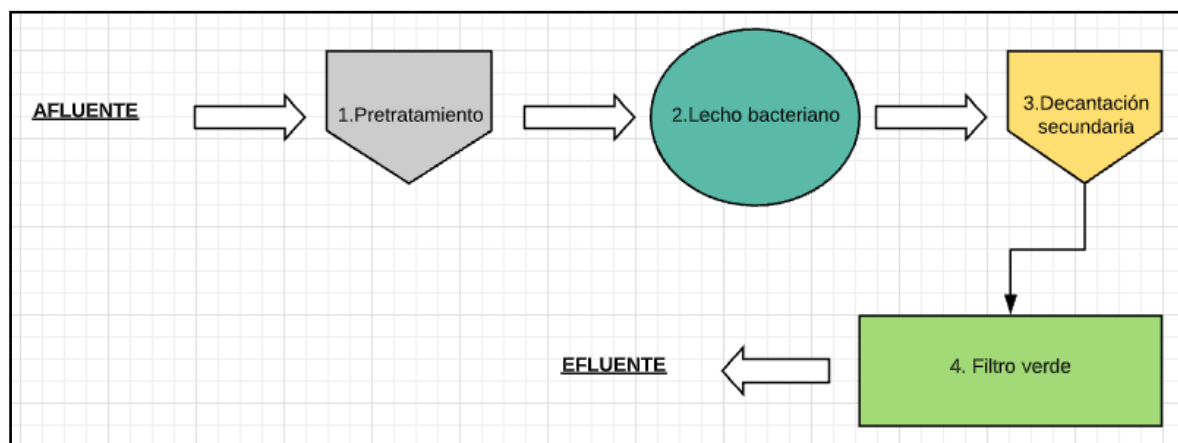 AFLUENTE
1.Pretratamiento
2.Lecho bacteriano
3.Decantación
secundaria
4. Filtro verde
EFLUENTE